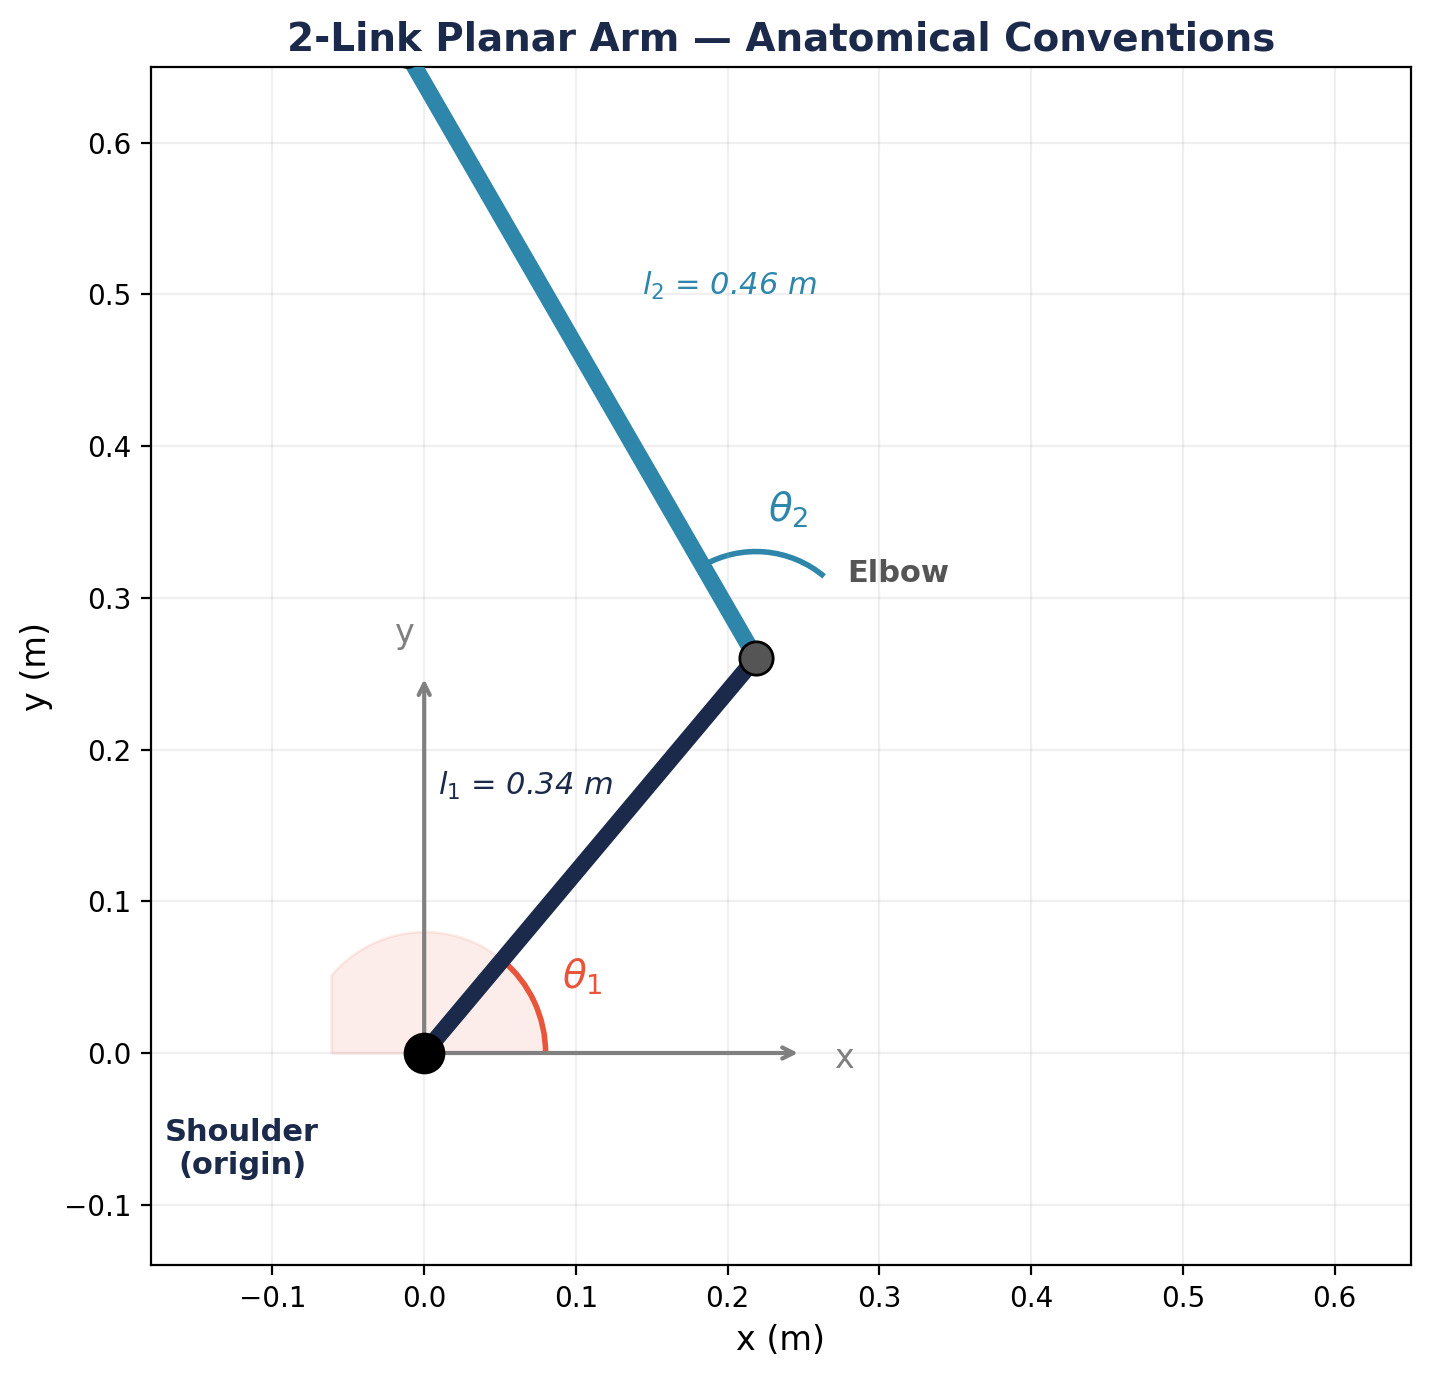 2-Link Planar Arm — Anatomical Conventions
0.6
l₂ = 0.46 m
0.5
0.4
θ₂
Elbow
0.3
y
y (m)
0.2
l₁ = 0.34 m
0.1
θ₁
0.0
x
Shoulder
(origin)
−0.1
−0.1 0.0 0.1 0.2 0.3 0.4 0.5 0.6
x (m)